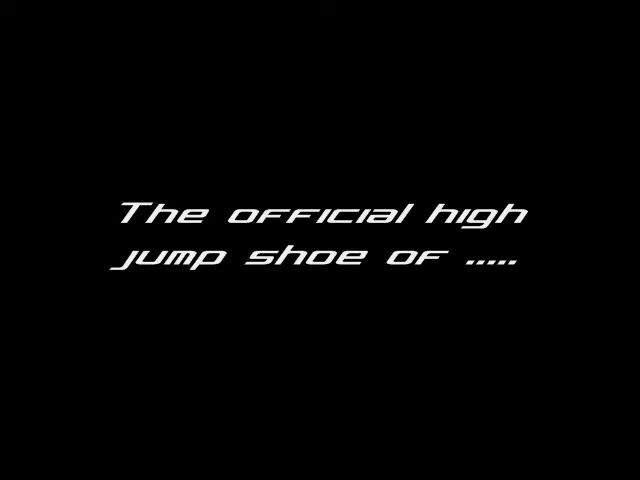 The official high
jump shoe of .....